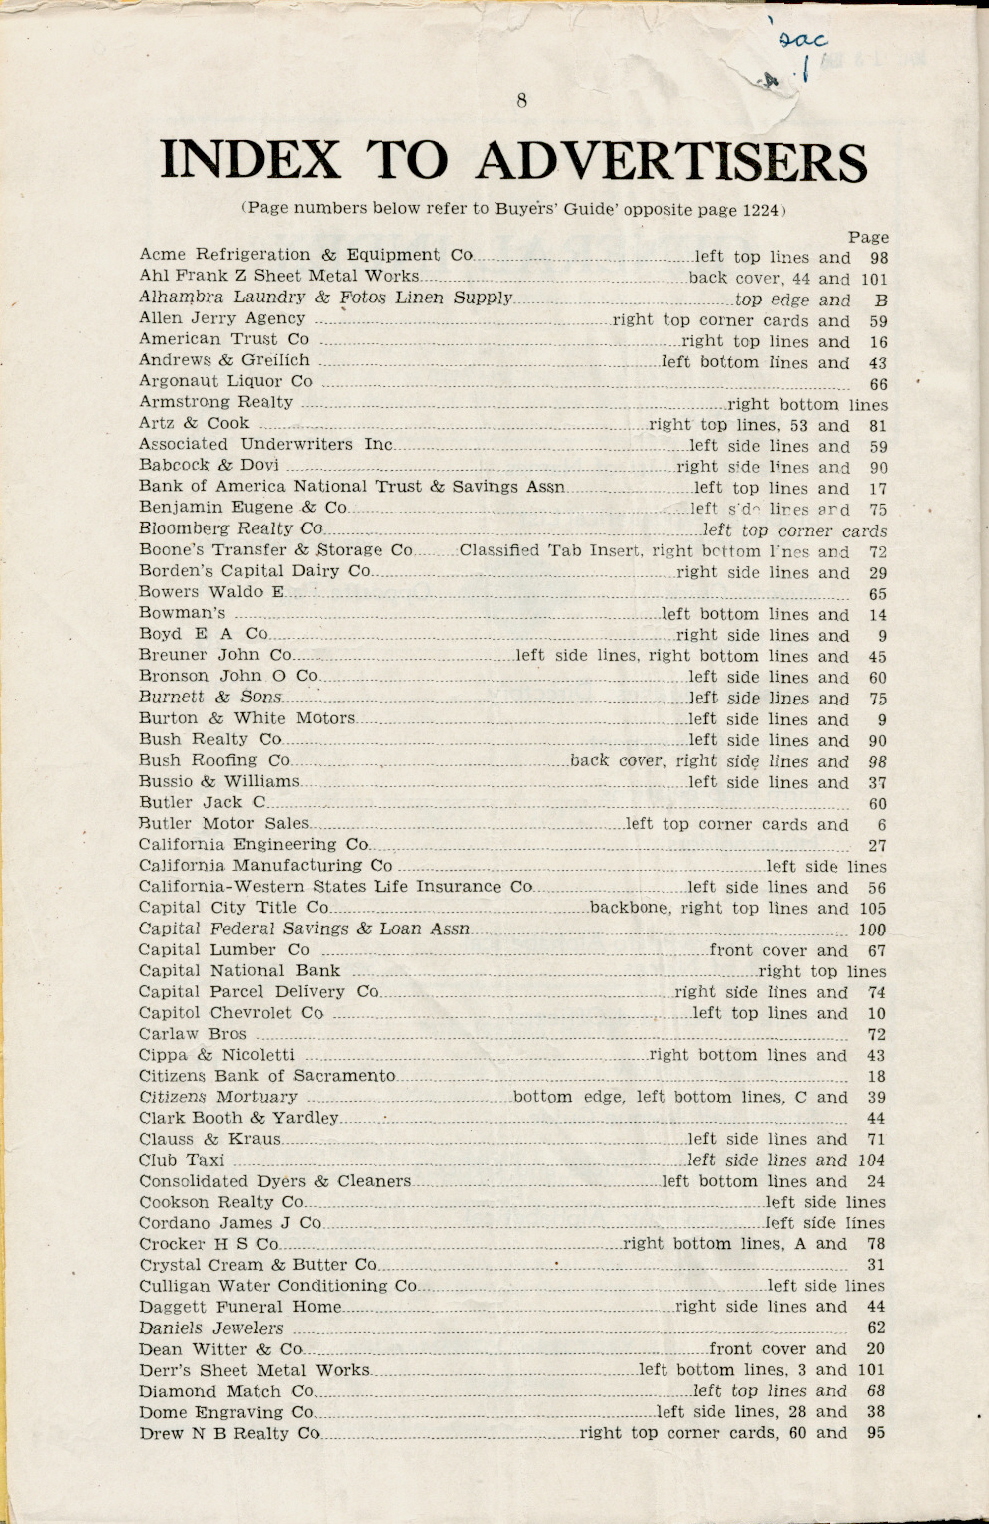 'sac
8
INDEX TO ADVERTISERS
(Page numbers below refer to Buyers' Guide' opposite page 1224)
Page
Acme Refrigeration & Equipment Co. left top lines and 98
Ahl Frank Z Sheet Metal Works back cover, 44 and 101
Alhambra Laundry & Fotos Linen Supply top edge and B
Allen Jerry Agency right top corner cards and 59
American Trust Co right top lines and 16
Andrews & Greilich left bottom lines and 43
Argonaut Liquor Co 66
Armstrong Realty right bottom lines
Artz & Cook right top lines, 53 and 81
Associated Underwriters Inc left side lines and 59
Babcock & Dovi right side lines and 90
Bank of America National Trust & Savings Assn left top lines and 17
Benjamin Eugene & Co left side lines and 75
Bloomberg Realty Co left top corner cards
Boone's Transfer & Storage Co Classified Tab Insert, right bottom lines and 72
Borden's Capital Dairy Co right side lines and 29
Bowers Waldo E 65
Bowman's left bottom lines and 14
Boyd E A Co right side lines and 9
Breuner John Co left side lines, right bottom lines and 45
Bronson John O Co left side lines and 60
Burnett & Sons left side lines and 75
Burton & White Motors left side lines and 9
Bush Realty Co left side lines and 90
Bush Roofing Co back cover, right side lines and 98
Bussio & Williams left side lines and 37
Butler Jack C 60
Butler Motor Sales left top corner cards and 6
California Engineering Co 27
California Manufacturing Co left side lines
California-Western States Life Insurance Co left side lines and 56
Capital City Title Co backbone, right top lines and 105
Capital Federal Savings & Loan Assn 100
Capital Lumber Co front cover and 67
Capital National Bank right top lines
Capital Parcel Delivery Co right side lines and 74
Capitol Chevrolet Co left top lines and 10
Carlaw Bros 72
Cippa & Nicoletti right bottom lines and 43
Citizens Bank of Sacramento 18
Citizens Mortuary bottom edge, left bottom lines, C and 39
Clark Booth & Yardley 44
Clauss & Kraus left side lines and 71
Club Taxi left side lines and 104
Consolidated Dyers & Cleaners left bottom lines and 24
Cookson Realty Co left side lines
Cordano James J Co left side lines
Crocker H S Co right bottom lines, A and 78
Crystal Cream & Butter Co 31
Culligan Water Conditioning Co left side lines
Daggett Funeral Home right side lines and 44
Daniels Jewelers 62
Dean Witter & Co front cover and 20
Derr's Sheet Metal Works left bottom lines, 3 and 101
Diamond Match Co left top lines and 68
Dome Engraving Co left side lines, 28 and 38
Drew N B Realty Co right top corner cards, 60 and 95